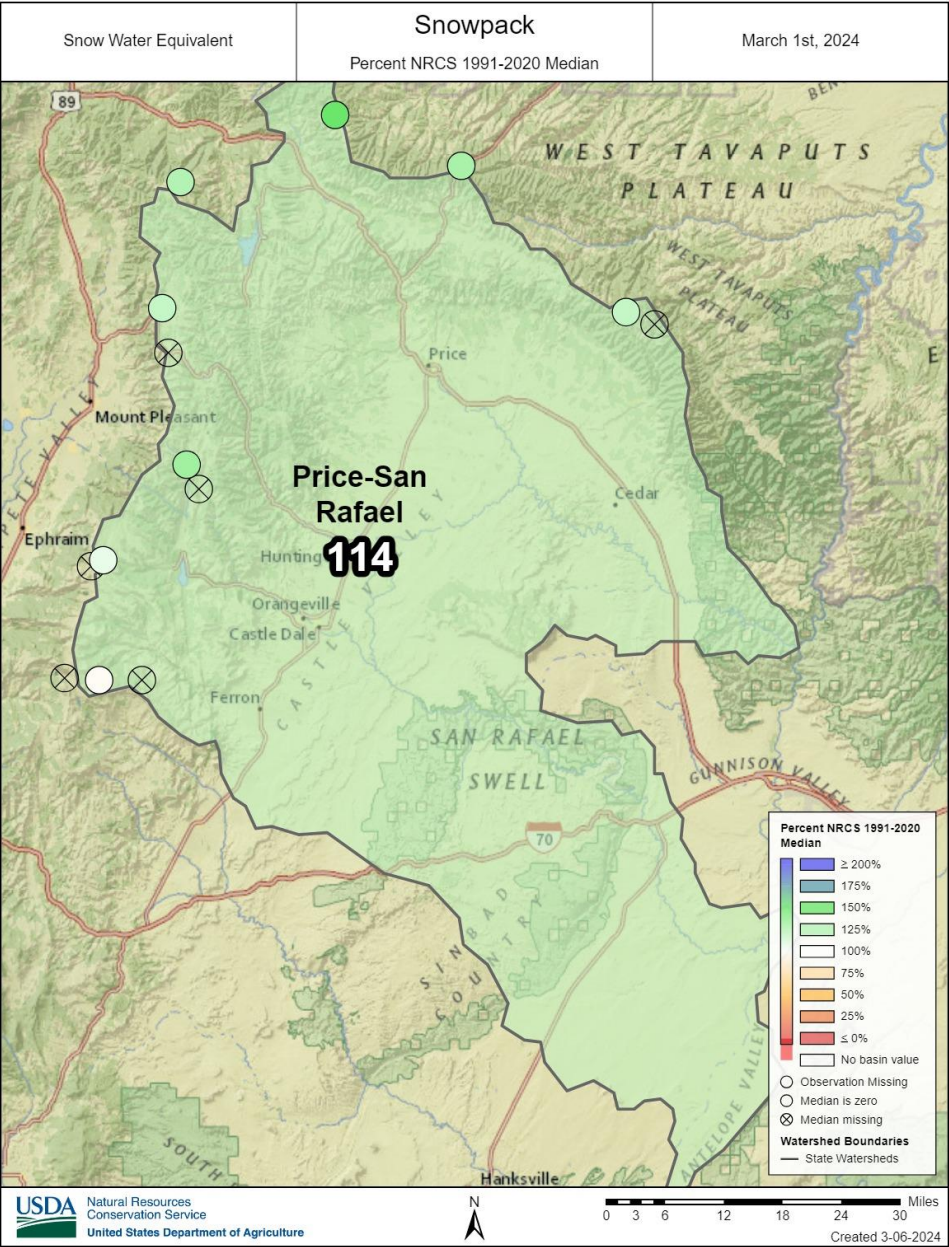 Snow Water Equivalent
Snowpack
Percent NRCS 1991-2020 Median
March 1st, 2024
89
WEST TAVAPUTS
PLATEAU
WEST TAVAPUTS
PLATEAU
E
Price
Mount Pleasant
Price-San
Rafael
114
Cedar
Ephraim
Hunting
Orangeville
Castle Dale
CASTLE VALLEY
Ferron
SAN RAFAEL
SWELL
GUNNISON VALLEY
70
SINBAD
COUNTRY
ANTELOPE VALLEY
SOUTH
Hanksville
Percent NRCS 1991-2020
Median
≥ 200%
175%
150%
125%
100%
75%
50%
25%
≤ 0%
No basin value
Observation Missing
Median is zero
Median missing
Watershed Boundaries
State Watersheds
USDA
Natural Resources
Conservation Service
United States Department of Agriculture
N
Miles
0 3 6 12 18 24 30
Created 3-06-2024